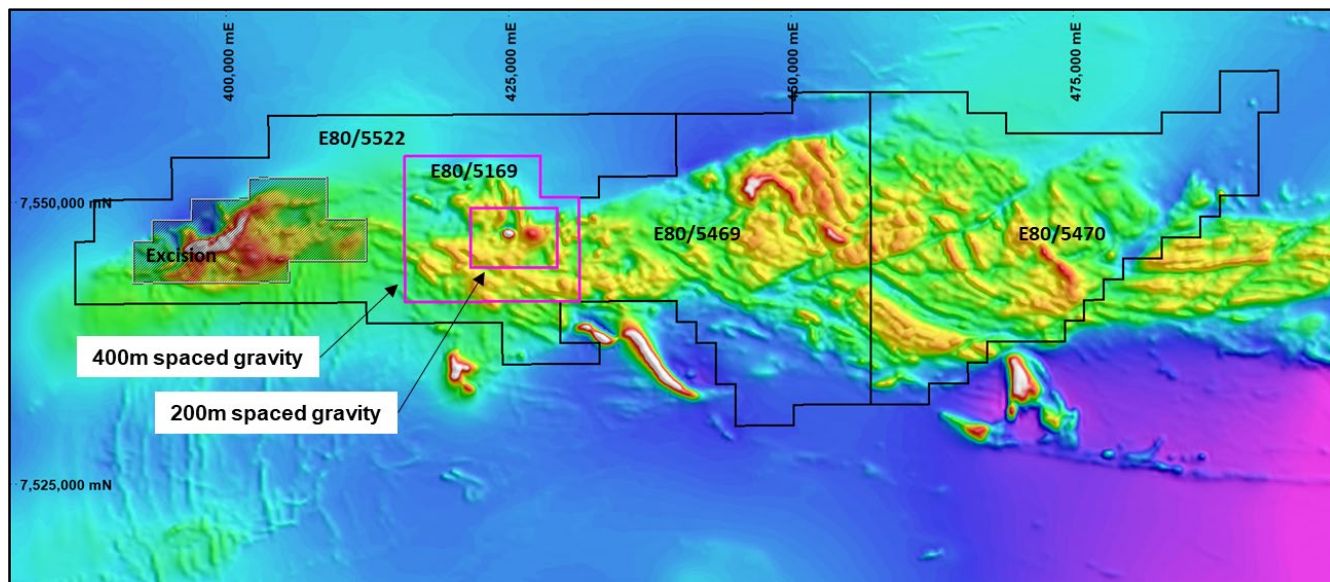 400,000 mE
425,000 mE
450,000 mE
475,000 mE
E80/5522
E80/5169
7,550,000 mN
E80/5469
E80/5470
Excision
400m spaced gravity
200m spaced gravity
7,525,000 mN